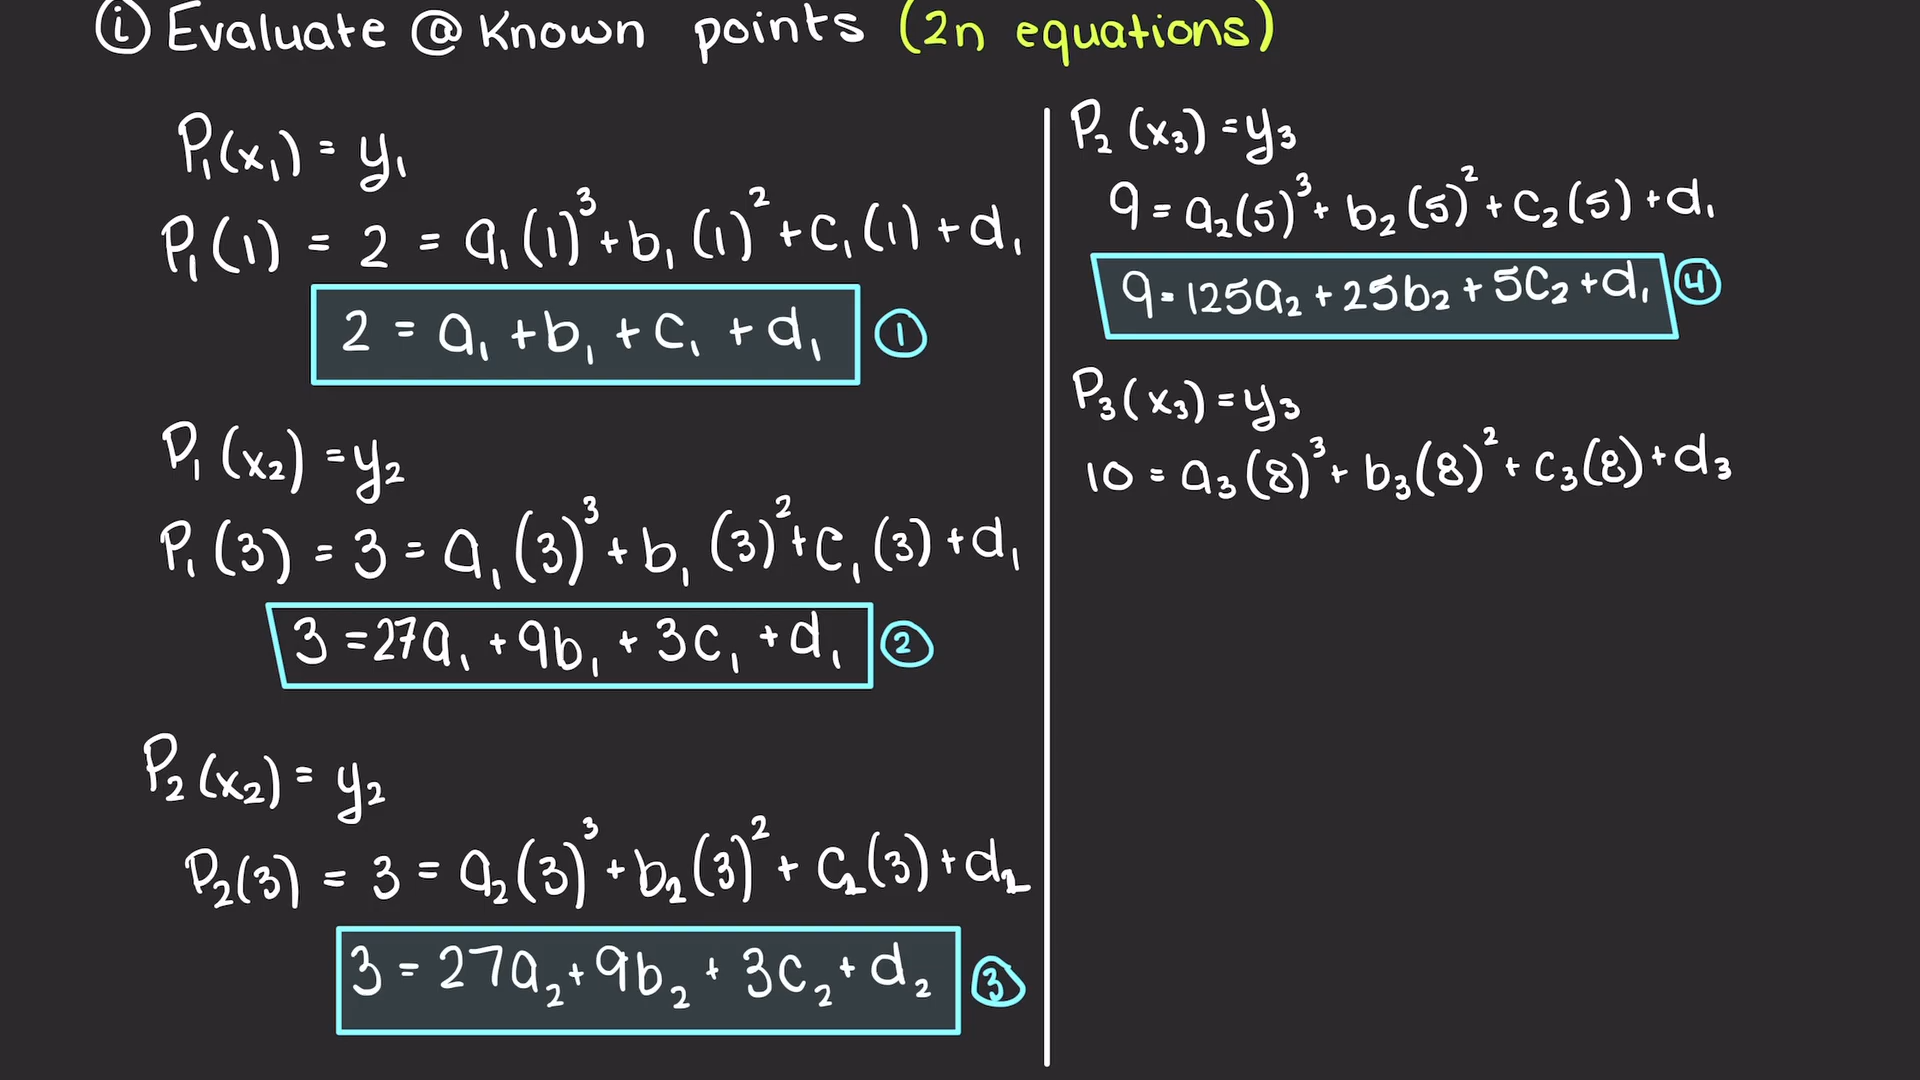 ⓘ Evaluate @ Known points (2n equations)
P₁(x₁) = y₁
P₁(1) = 2 = a₁(1)³+b₁(1)²+c₁(1)+d₁
2 = a₁+b₁+c₁+d₁ ①
P₁(x₂) = y₂
P₁(3) = 3 = a₁(3)³+b₁(3)²+c₁(3)+d₁
3 = 27a₁+9b₁+3c₁+d₁ ②
P₂(x₂) = y₂
P₂(3) = 3 = a₂(3)³+b₂(3)²+c₂(3)+d₂
3 = 27a₂+9b₂+3c₂+d₂ ③
P₂(x₃) = y₃
9 = a₂(5)³+b₂(5)²+c₂(5)+d₁
9 = 125a₂+25b₂+5c₂+d₁ ④
P₃(x₃) = y₃
10 = a₃(8)³+b₃(8)²+c₃(8)+d₃